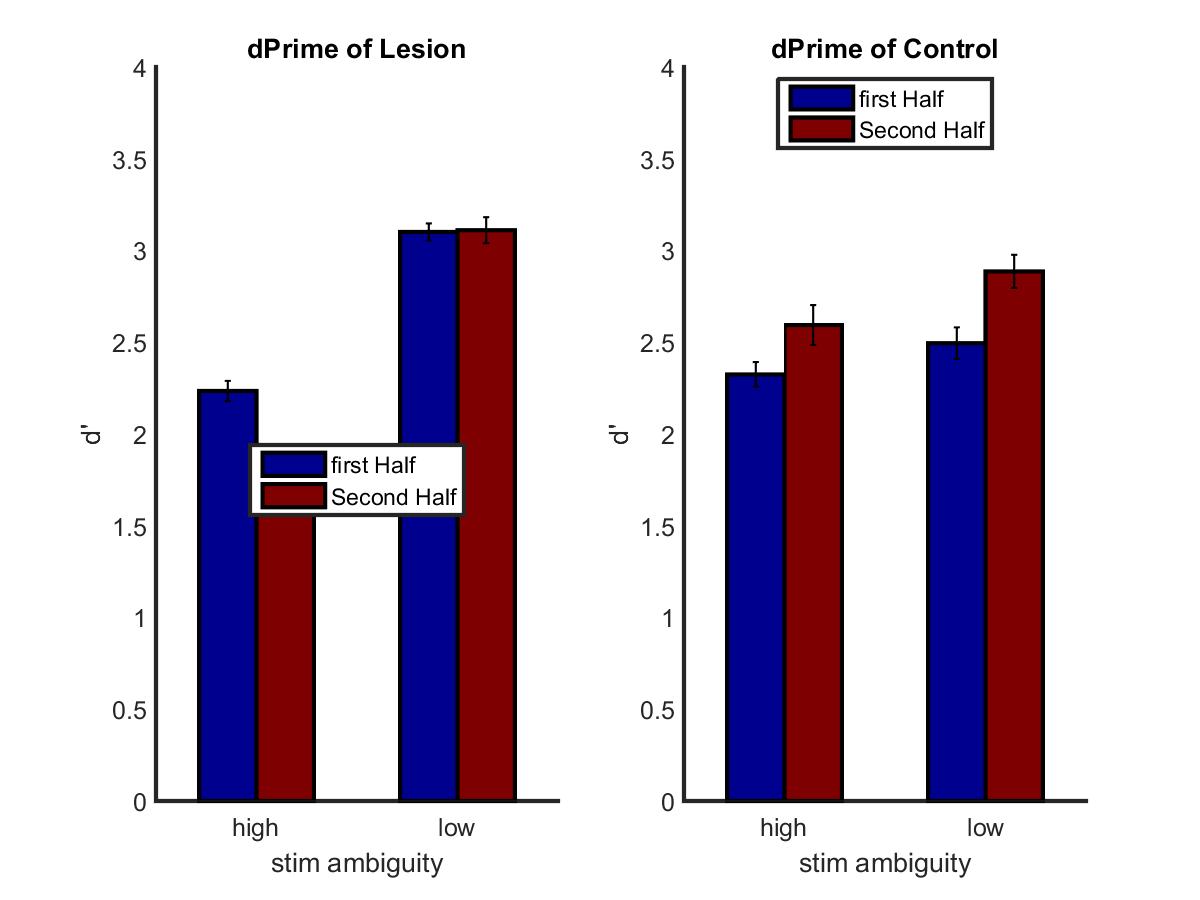 dPrime of Lesion
4
3.5
3
2.5
2
1.5
1
0.5
0
d'
first Half
Second Half
high low
stim ambiguity
dPrime of Control
4
3.5
3
2.5
2
1.5
1
0.5
0
d'
first Half
Second Half
high low
stim ambiguity